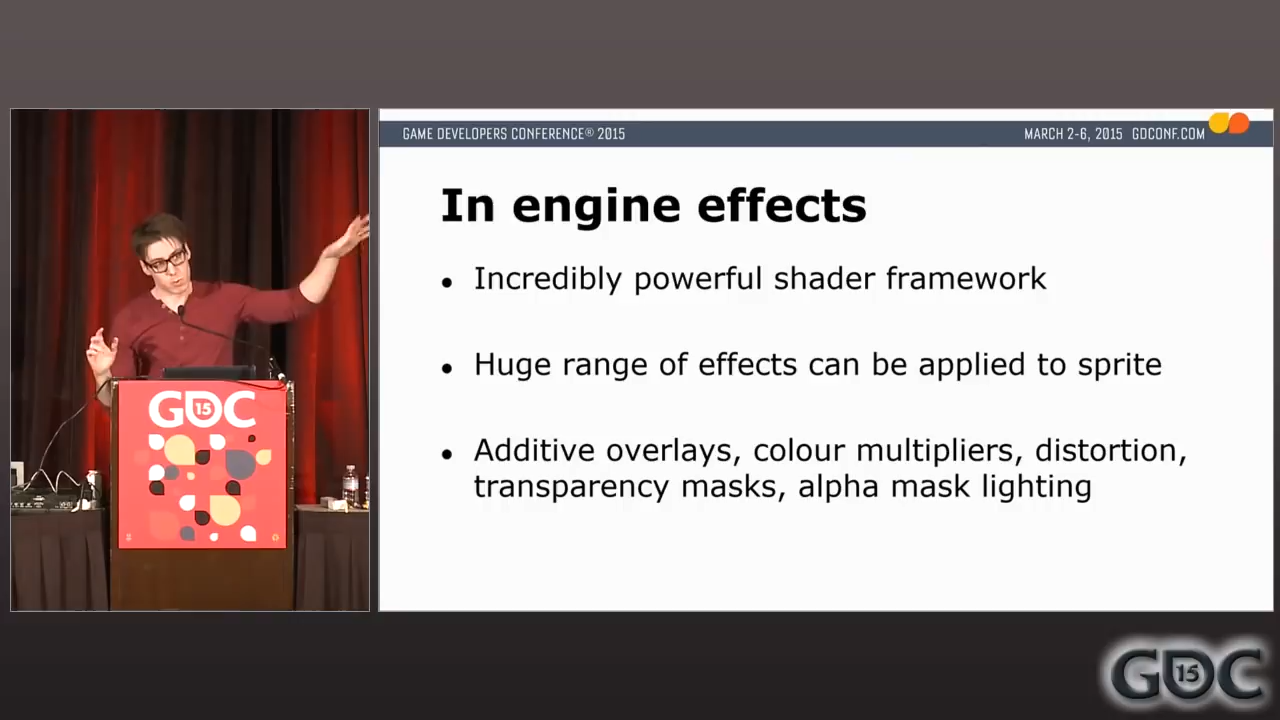 GAME DEVELOPERS CONFERENCE® 2015
MARCH 2-6, 2015 GDCONF.COM
In engine effects
• Incredibly powerful shader framework
• Huge range of effects can be applied to sprite
• Additive overlays, colour multipliers, distortion,
transparency masks, alpha mask lighting
GDC 15
GDC 15